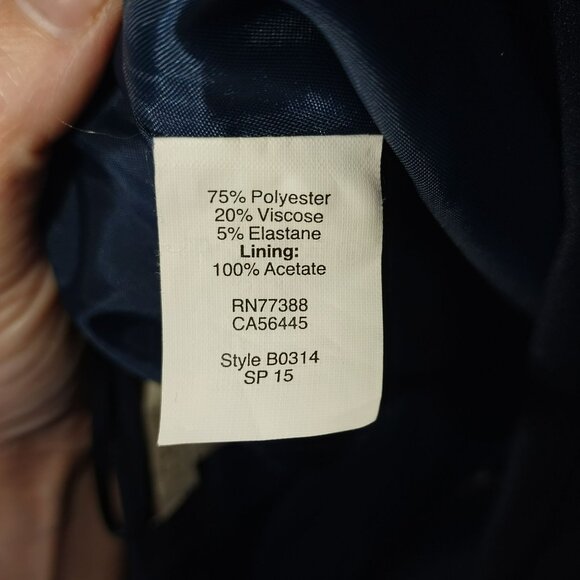 75% Polyester
20% Viscose
5% Elastane
Lining:
100% Acetate
RN77388
CA56445
Style B0314
SP 15